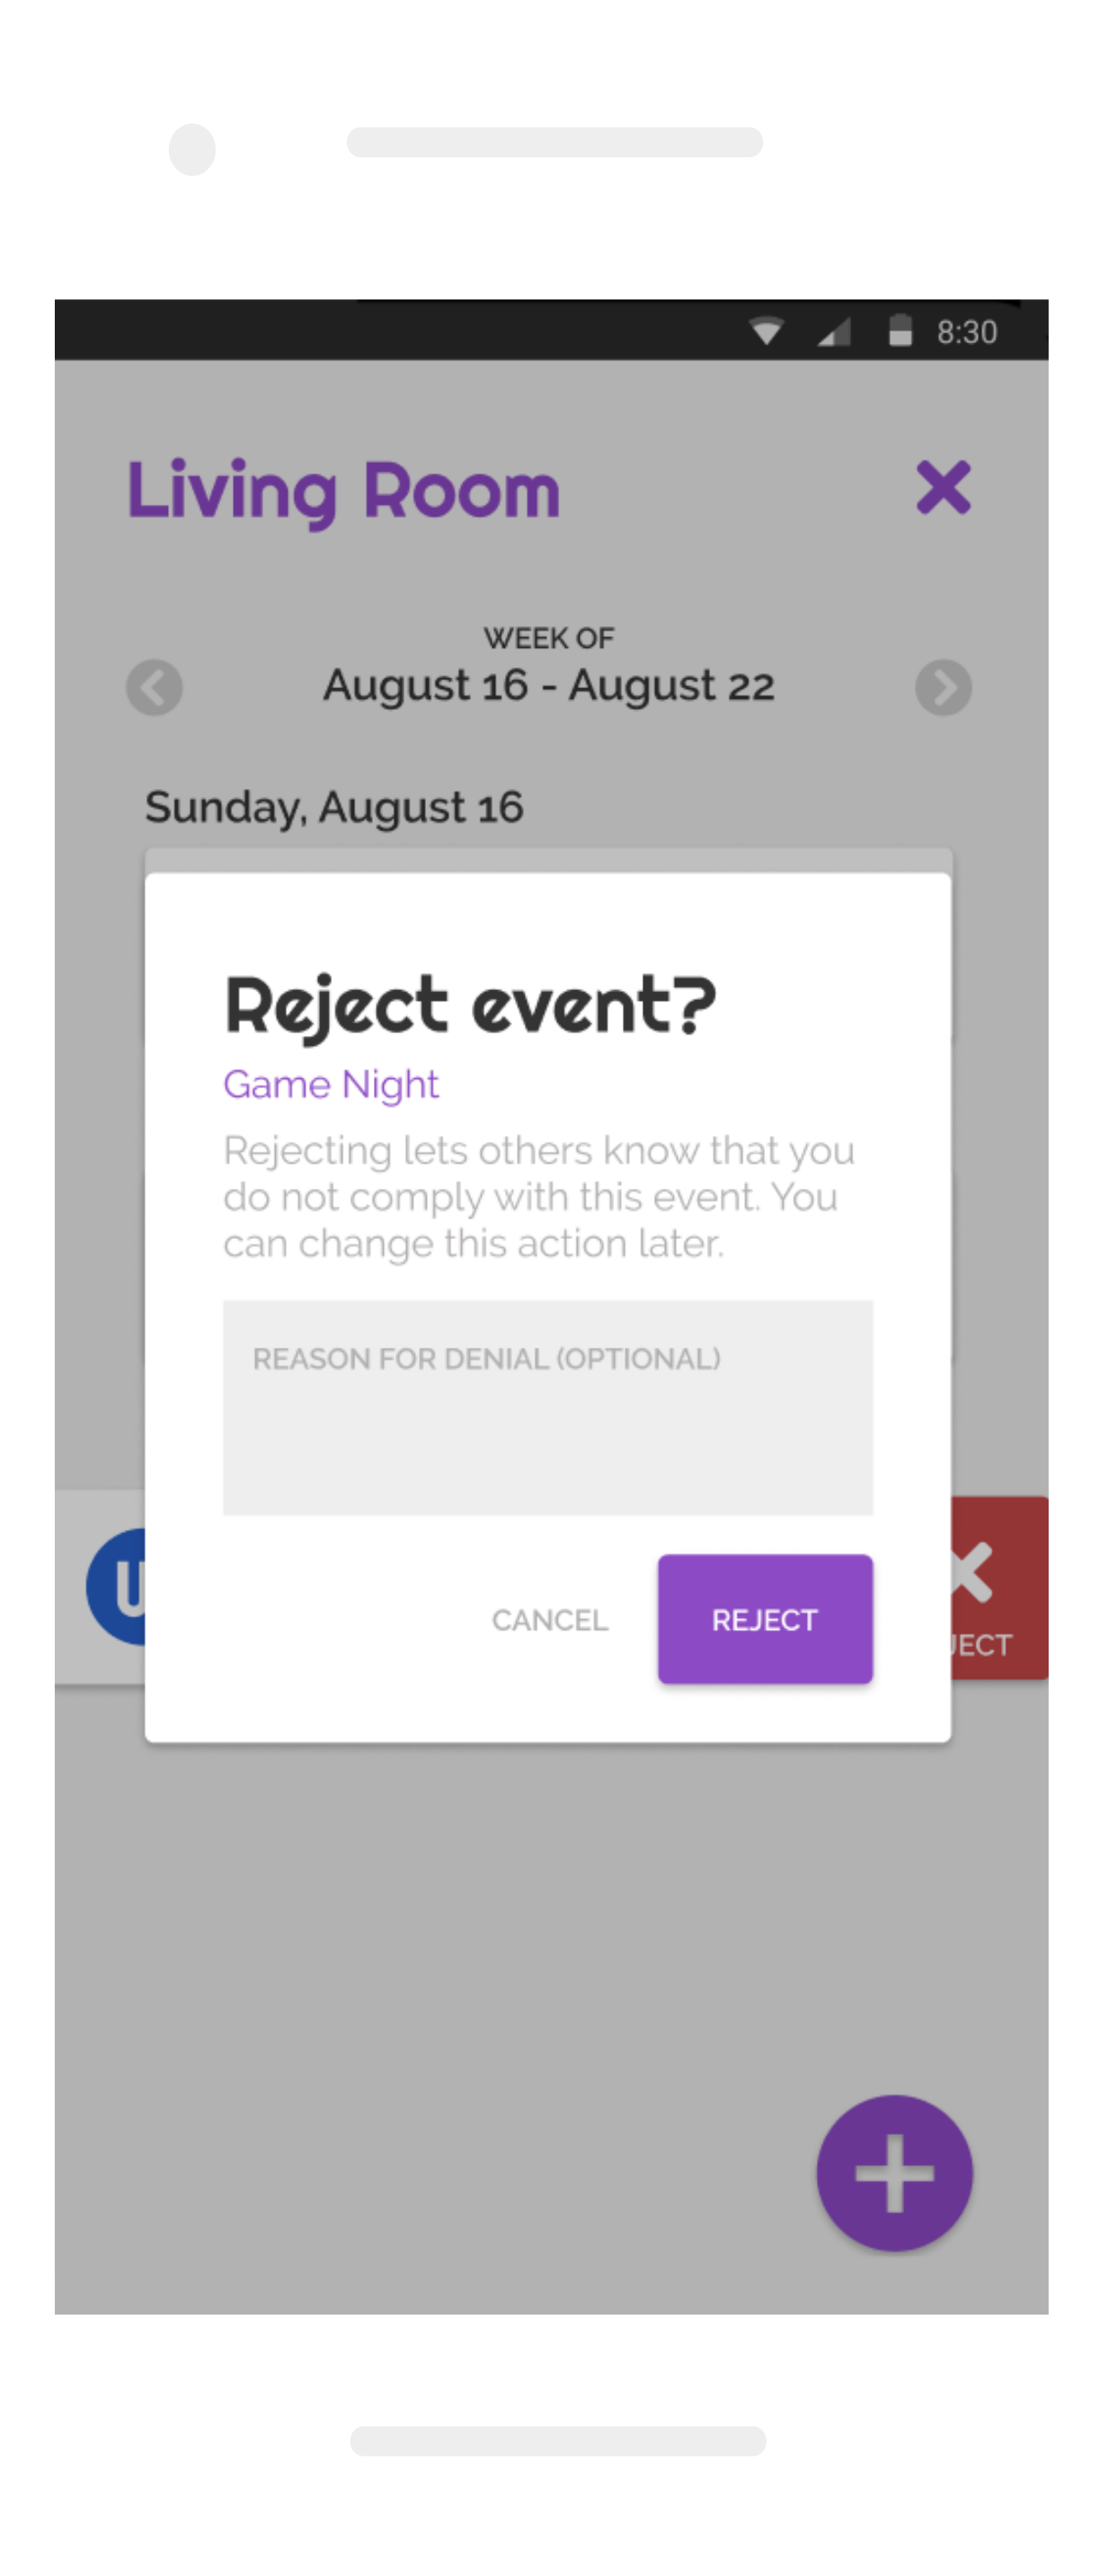 8:30
Living Room
WEEK OF
August 16 - August 22
Sunday, August 16
Reject event?
Game Night
Rejecting lets others know that you
do not comply with this event. You
can change this action later.
REASON FOR DENIAL (OPTIONAL)
U
CANCEL
REJECT
JECT